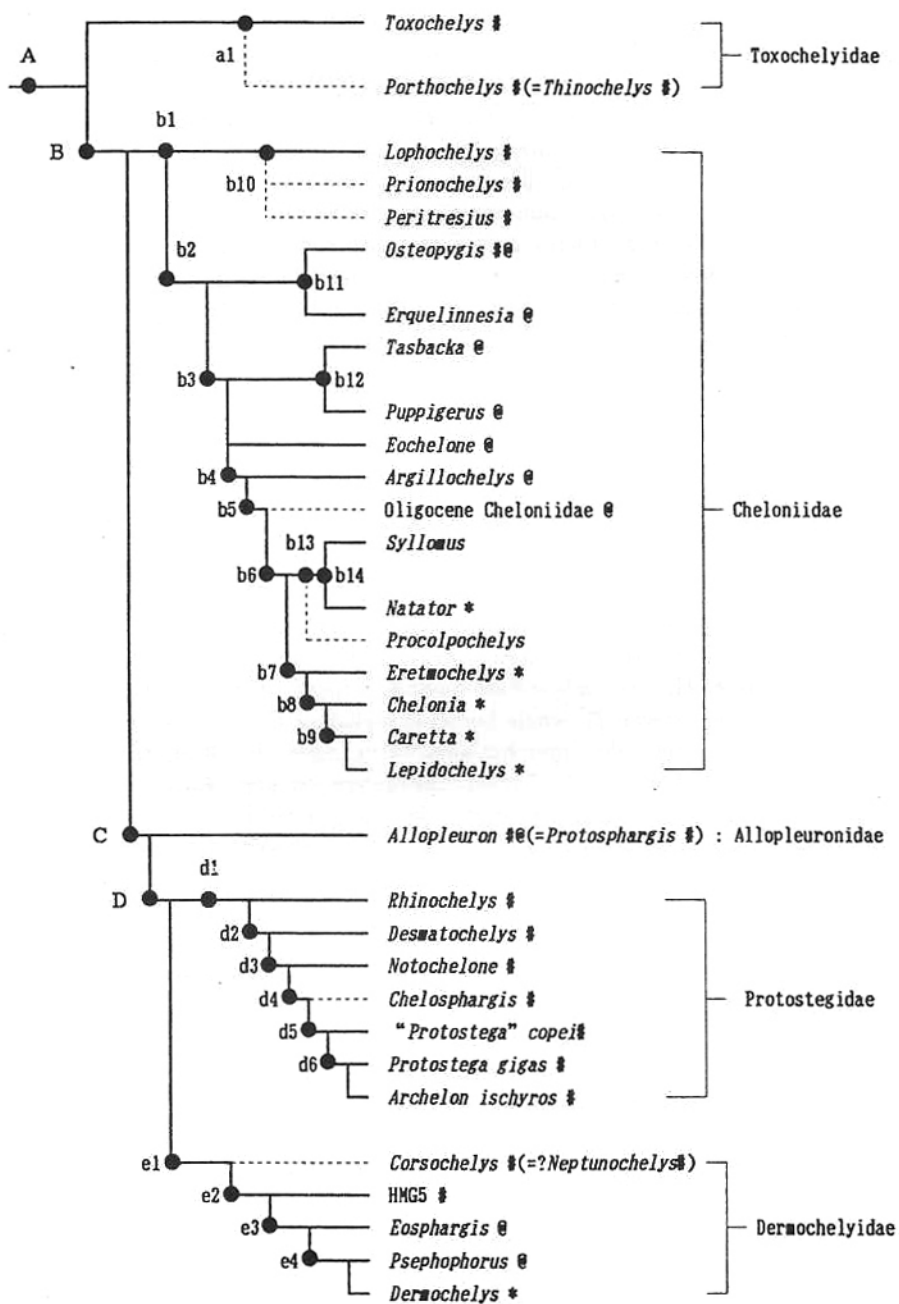 Toxochelys #
A
a1
Toxochelyidae
Porthochelys #(=Thinochelys #)
b1
B
Lophochelys #
b10
Prionochelys #
Peritresius #
b2
Osteopygis #@
b11
Erquelinnesia @
Tasbacka @
b3
b12
Puppigerus @
Eochelone @
b4
Argillochelys @
b5
Oligocene Cheloniidae @
Cheloniidae
b13
Syllomus
b6
b14
Natator *
Procolpochelys
b7
Eretmochelys *
b8
Chelonia *
b9
Caretta *
Lepidochelys *
C
Allopleuron #@(=Protosphargis #) : Allopleuronidae
d1
D
Rhinochelys #
d2
Desmatochelys #
d3
Notochelone #
d4
Chelosphargis #
Protostegidae
d5
"Protostega" copei#
d6
Protostega gigas #
Archelon ischyros #
e1
Corsochelys #(=?Neptunochelys#)
e2
HMG5 #
e3
Eosphargis @
Dermochelyidae
e4
Psephophorus @
Dermochelys *